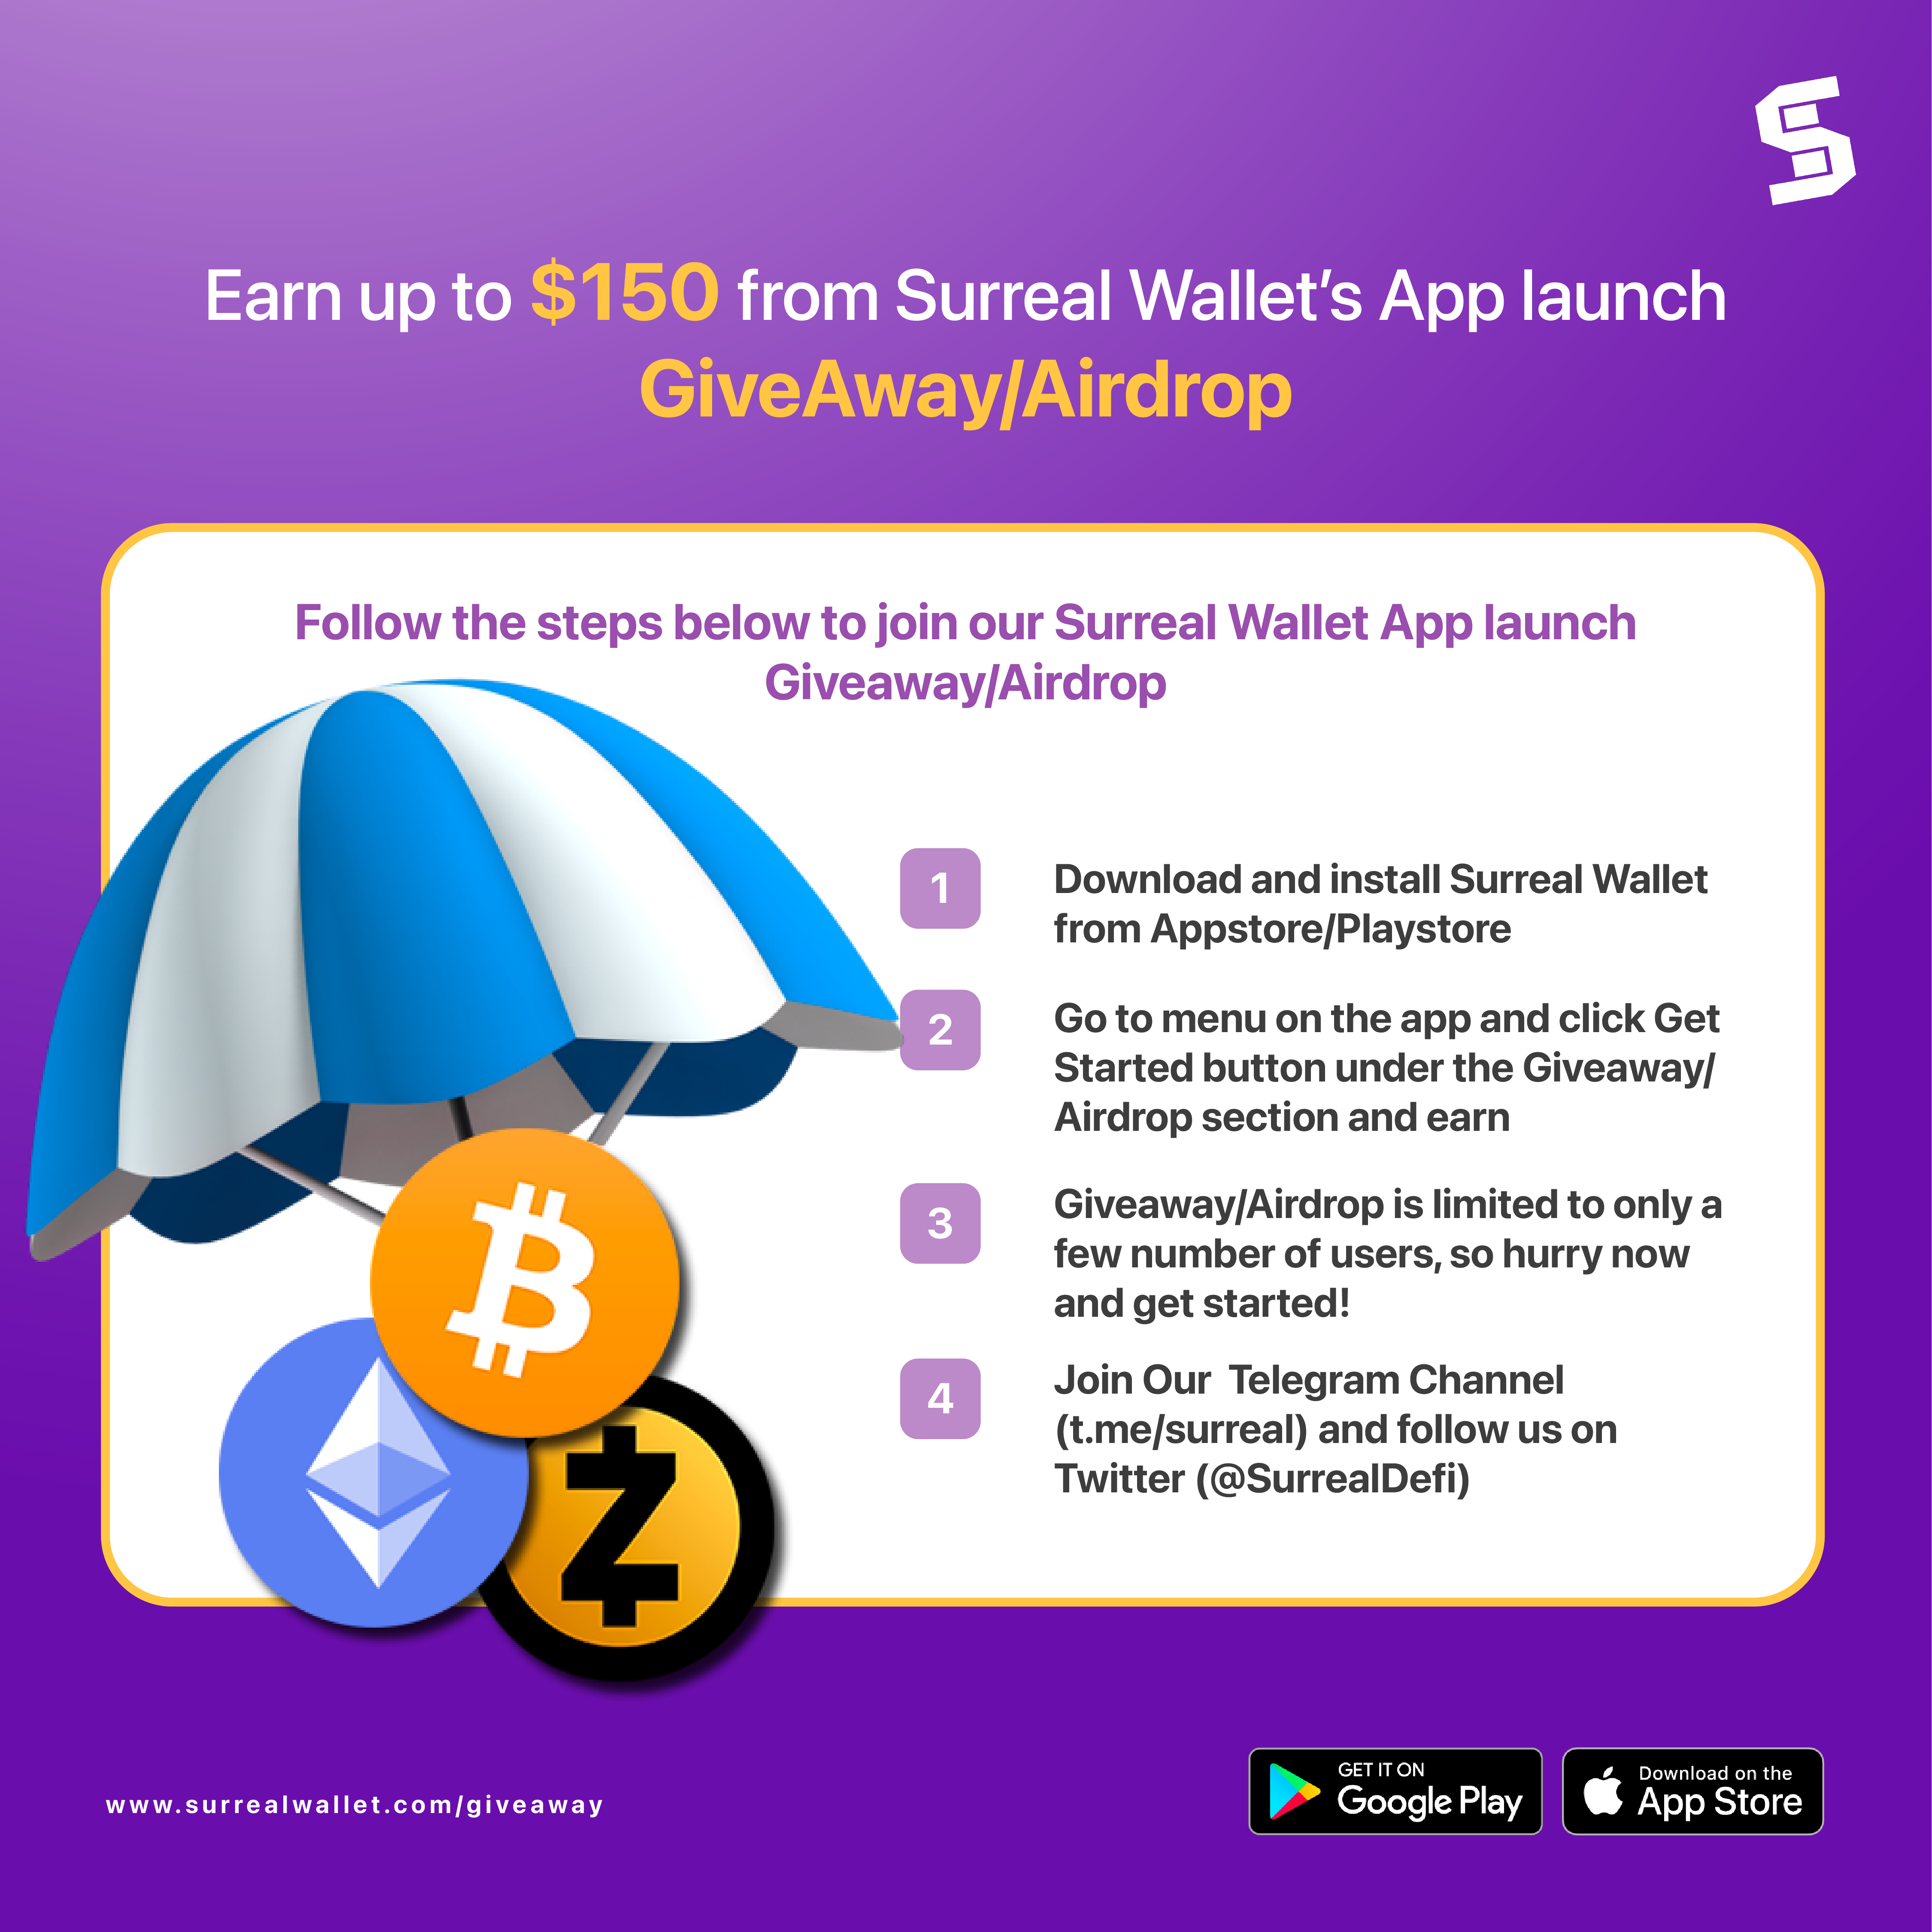 Earn up to $150 from Surreal Wallet’s App launch
GiveAway/Airdrop
Follow the steps below to join our Surreal Wallet App launch
Giveaway/Airdrop
1
Download and install Surreal Wallet
from Appstore/Playstore
2
Go to menu on the app and click Get
Started button under the Giveaway/
Airdrop section and earn
3
Giveaway/Airdrop is limited to only a
few number of users, so hurry now
and get started!
4
Join Our  Telegram Channel
(t.me/surreal) and follow us on
Twitter (@SurrealDefi)
www.surrealwallet.com/giveaway
GET IT ON
Google Play
Download on the
App Store